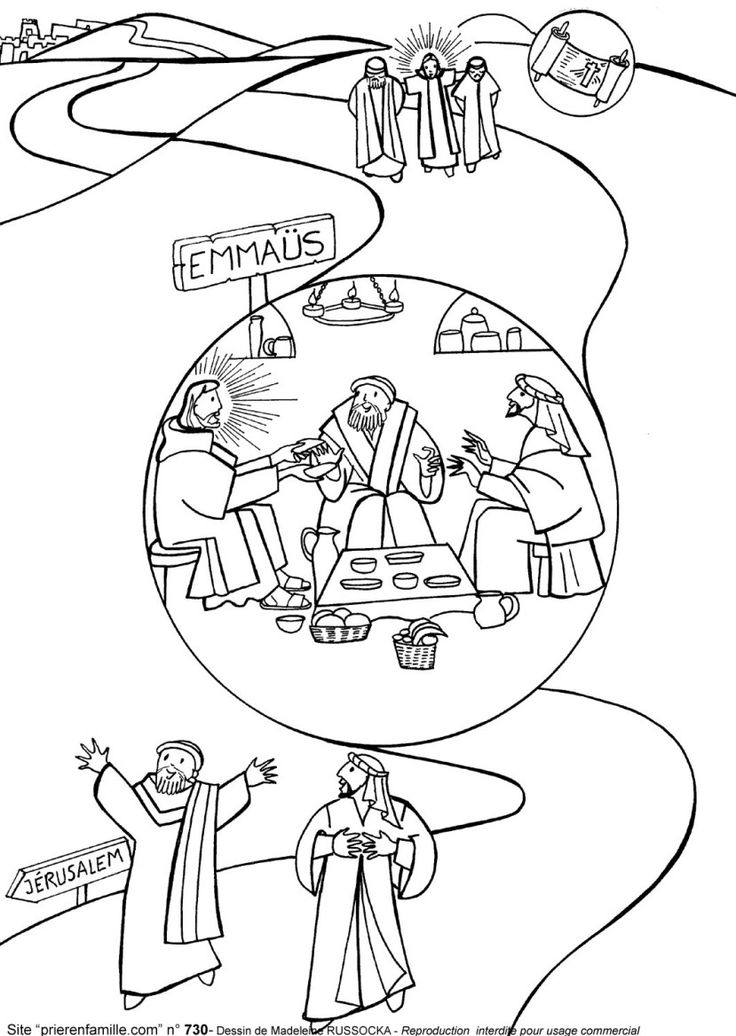 EMMAÜS
JÉRUSALEM
Site "prierenfamille.com" n° 730- Dessin de Madeleine RUSSOCKA - Reproduction interdite pour usage commercial